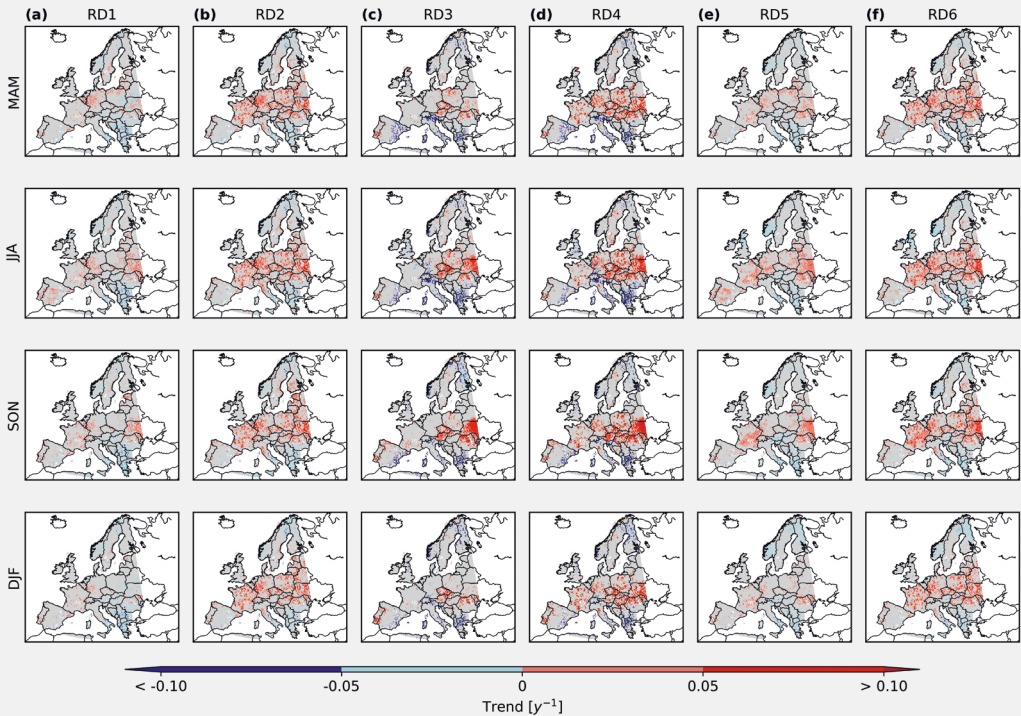 (a) RD1 (b) RD2 (c) RD3 (d) RD4 (e) RD5 (f) RD6
MAM
JJA
SON
DJF
< -0.10 -0.05 0 0.05 > 0.10
Trend [y⁻¹]